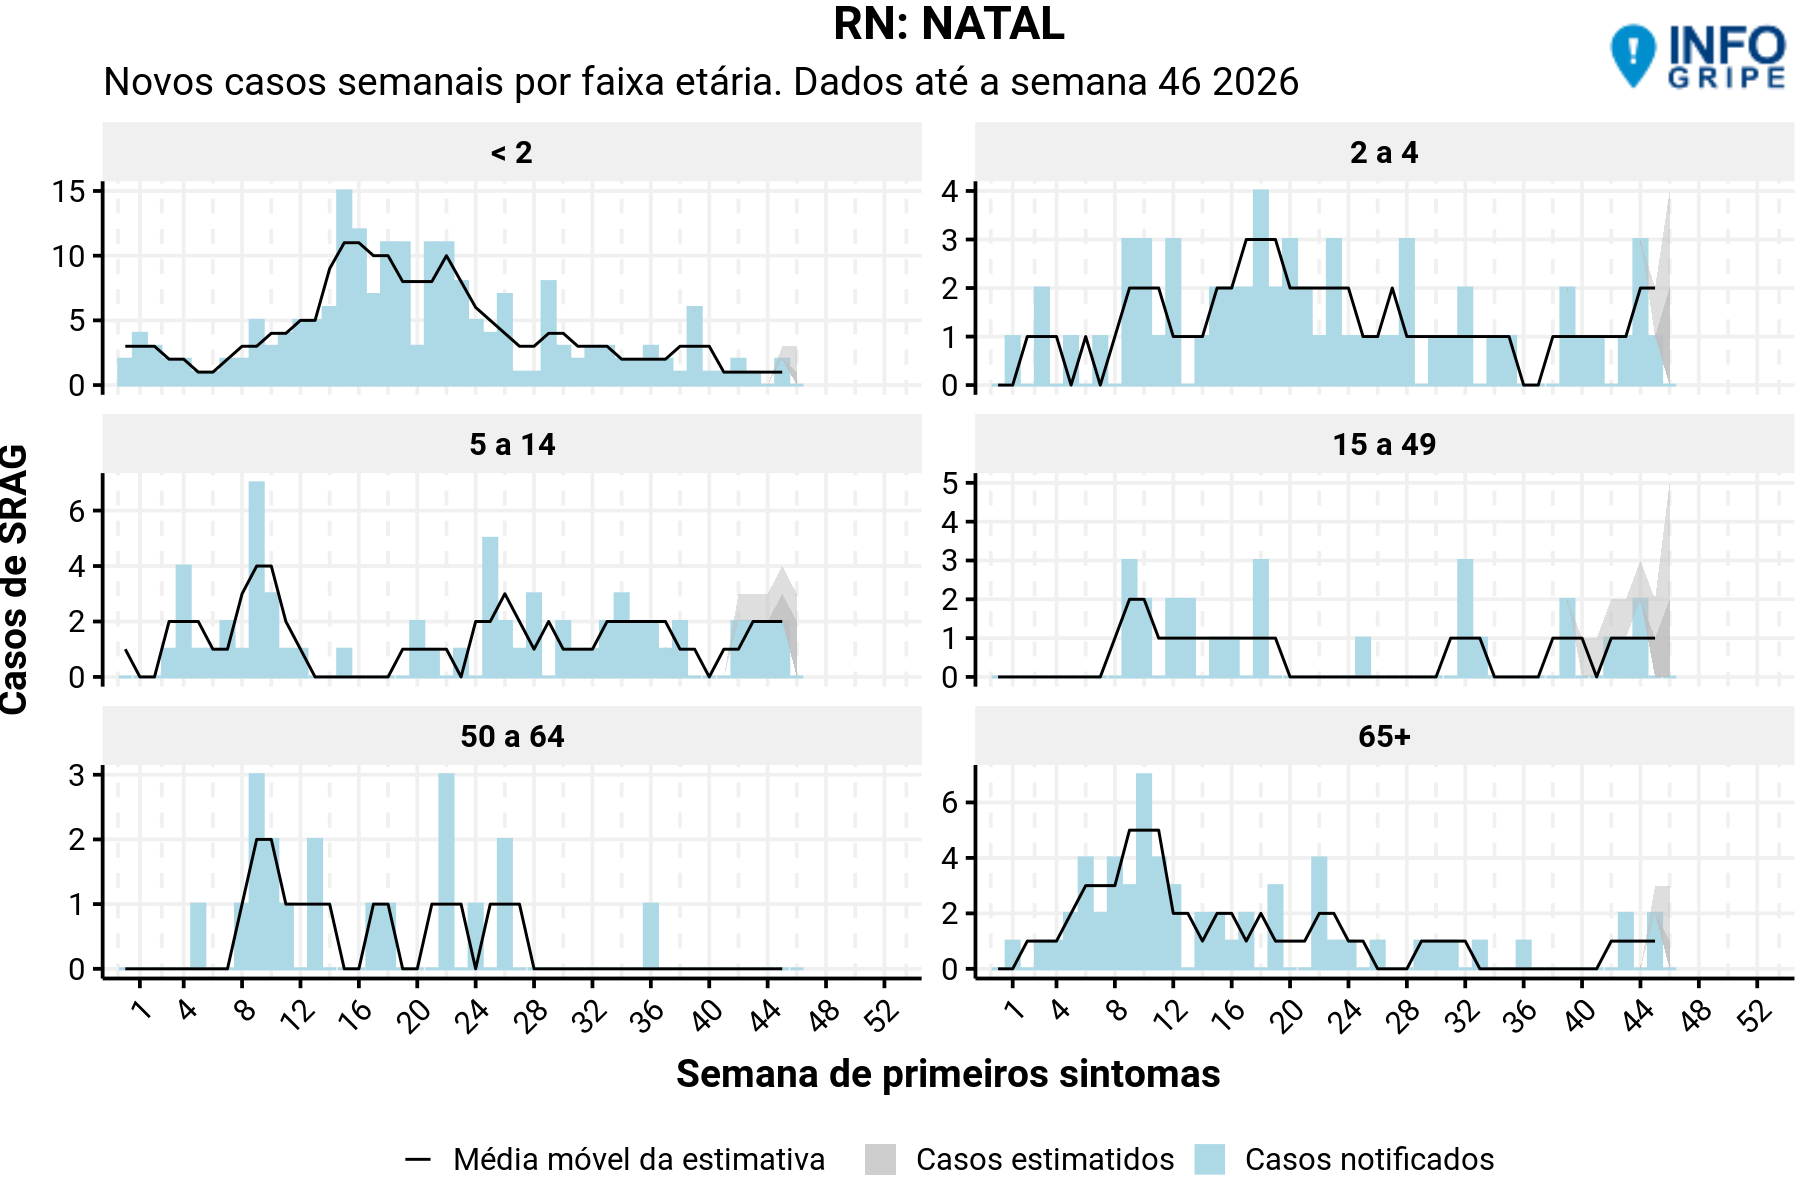 RN: NATAL
INFO
GRIPE
Novos casos semanais por faixa etária. Dados até a semana 46 2026
< 2
2 a 4
15
10
5
0
4
3
2
1
0
5 a 14
15 a 49
6
4
2
0
5
4
3
2
1
0
50 a 64
65+
3
2
1
0
6
4
2
0
Casos de SRAG
1 4 8 12 16 20 24 28 32 36 40 44 48 52
1 4 8 12 16 20 24 28 32 36 40 44 48 52
Semana de primeiros sintomas
Média móvel da estimativa Casos estimatidos Casos notificados